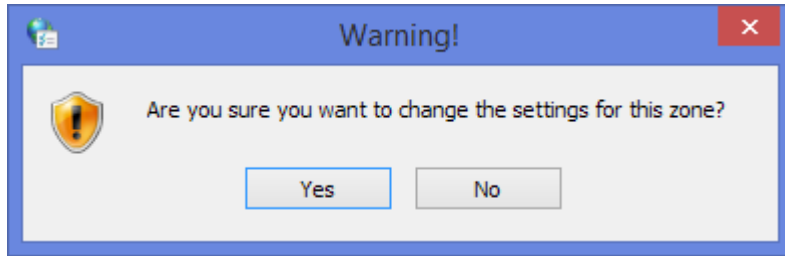 Warning!
Are you sure you want to change the settings for this zone?
Yes
No